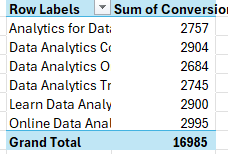 Row Labels Sum of Conversion
Analytics for Data 2757
Data Analytics Co 2904
Data Analytics O 2684
Data Analytics Tr 2745
Learn Data Analy 2900
Online Data Anal 2995
Grand Total 16985